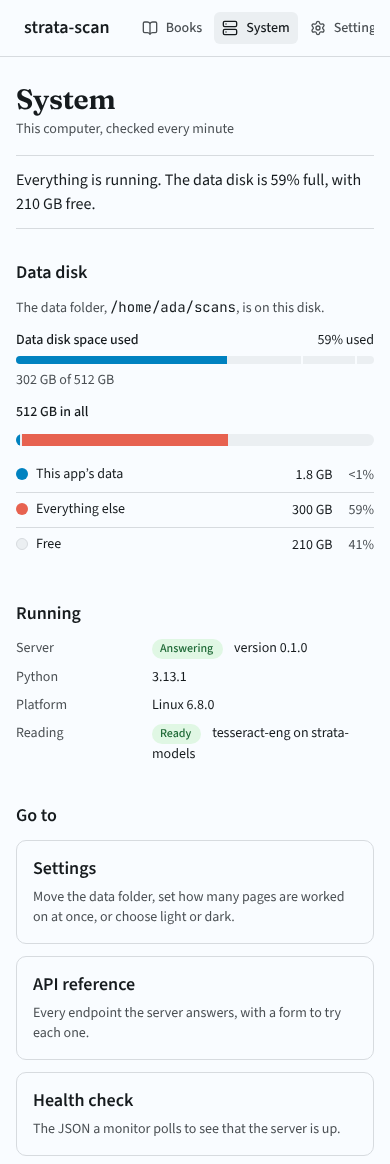 strata-scan
Books
System
Setting
System
This computer, checked every minute
Everything is running. The data disk is 59% full, with
210 GB free.
Data disk
The data folder, /home/ada/scans, is on this disk.
Data disk space used 59% used
302 GB of 512 GB
512 GB in all
This app’s data 1.8 GB <1%
Everything else 300 GB 59%
Free 210 GB 41%
Running
Server Answering version 0.1.0
Python 3.13.1
Platform Linux 6.8.0
Reading Ready tesseract-eng on strata-
models
Go to
Settings
Move the data folder, set how many pages are worked
on at once, or choose light or dark.
API reference
Every endpoint the server answers, with a form to try
each one.
Health check
The JSON a monitor polls to see that the server is up.